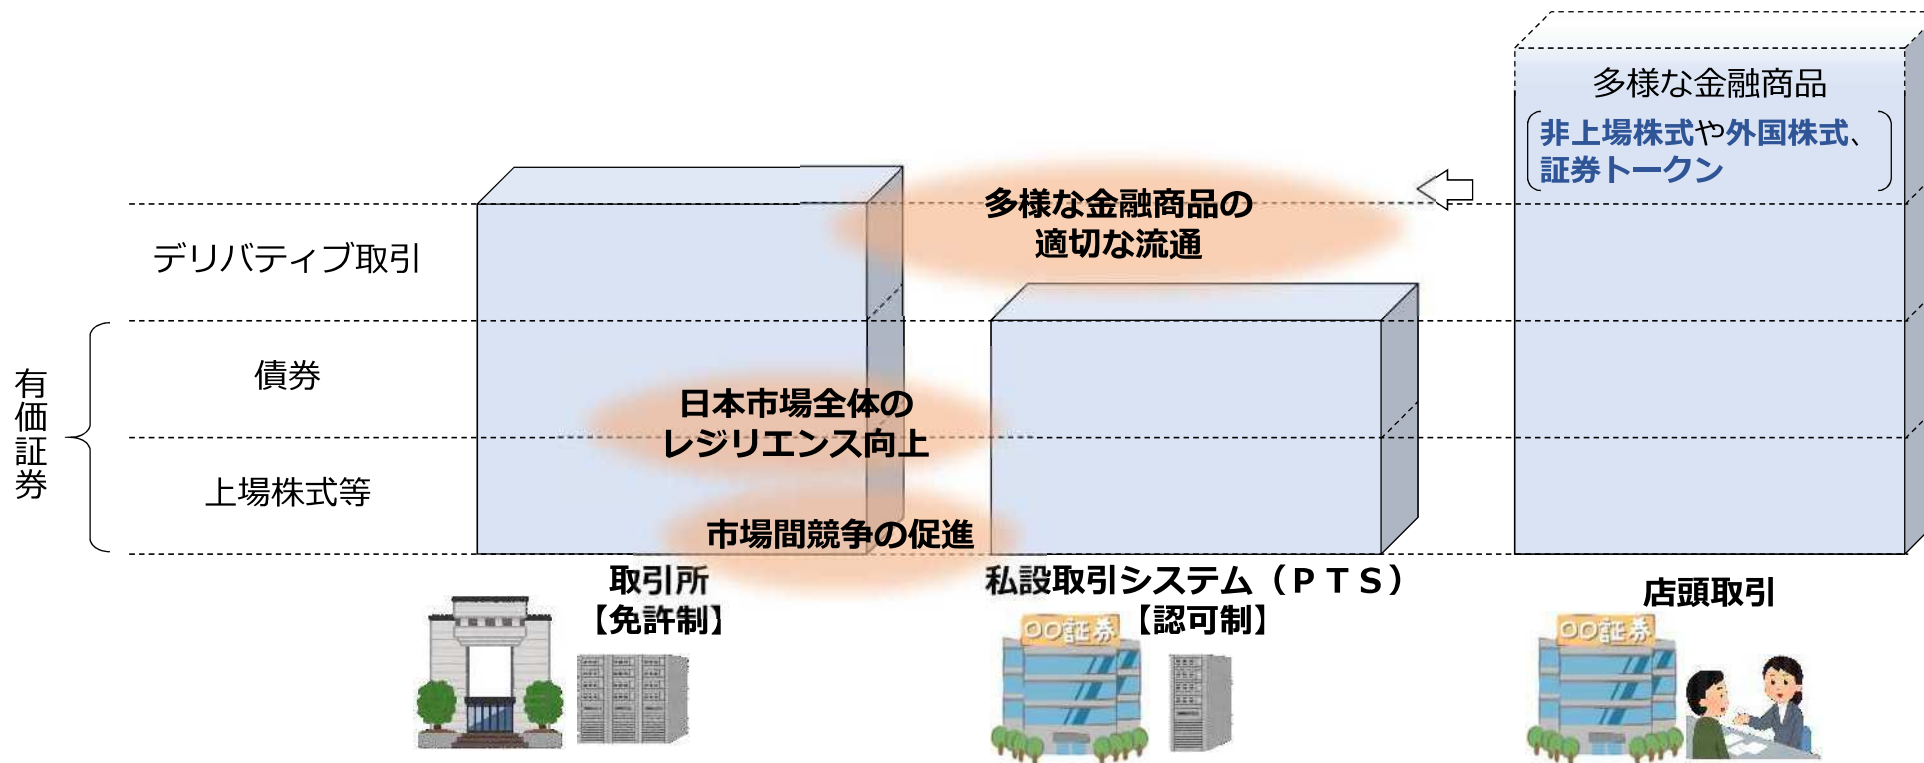 多様な金融商品
非上場株式や外国株式、
証券トークン
多様な金融商品の
適切な流通
デリバティブ取引
債券
有価証券
日本市場全体の
レジリエンス向上
上場株式等
市場間競争の促進
取引所
【免許制】
私設取引システム（ＰＴＳ）
【認可制】
店頭取引
〇〇証券
〇〇証券